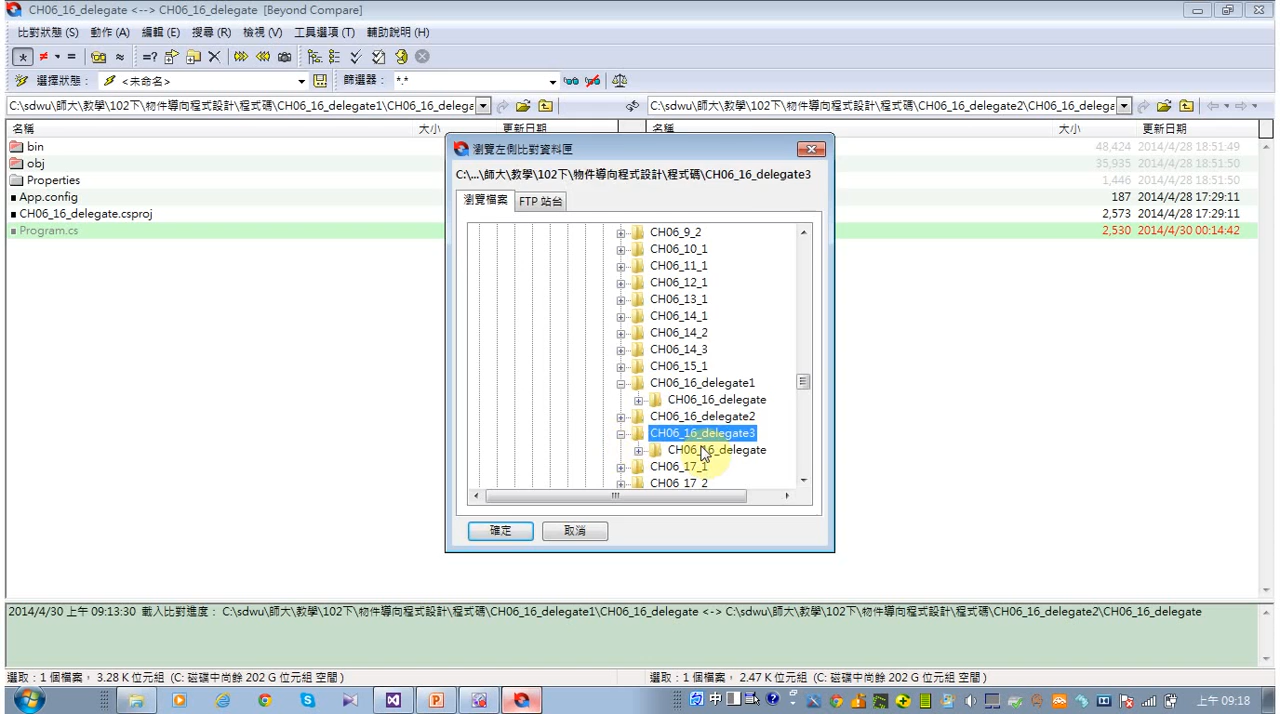 CH06_16_delegate <--> CH06_16_delegate [Beyond Compare]
比對狀態 (S) 動作 (A) 編輯 (E) 搜尋 (R) 檢視 (V) 工具選項 (T) 輔助說明 (H)
選擇狀態： <未命名> 篩選器： *.*
C:\sdwu\師大\教學\102下\物件導向程式設計\程式碼\CH06_16_delegate1\CH06_16_delega
C:\sdwu\師大\教學\102下\物件導向程式設計\程式碼\CH06_16_delegate2\CH06_16_delega
名稱 大小 更新日期 名稱 大小 更新日期
bin 48,424 2014/4/28 18:51:49
obj 35,935 2014/4/28 18:51:50
Properties 1,446 2014/4/28 18:51:50
App.config 187 2014/4/28 17:29:11
CH06_16_delegate.csproj 2,573 2014/4/28 17:29:11
Program.cs 2,530 2014/4/30 00:14:42
瀏覽左側比對資料匣
C:\...\師大\教學\102下\物件導向程式設計\程式碼\CH06_16_delegate3
瀏覽檔案 FTP 站台
CH06_9_2
CH06_10_1
CH06_11_1
CH06_12_1
CH06_13_1
CH06_14_1
CH06_14_2
CH06_14_3
CH06_15_1
CH06_16_delegate1
CH06_16_delegate
CH06_16_delegate2
CH06_16_delegate3
CH06_16_delegate
CH06_17_1
CH06_17_2
確定 取消
2014/4/30 上午 09:13:30 載入比對進度： C:\sdwu\師大\教學\102下\物件導向程式設計\程式碼\CH06_16_delegate1\CH06_16_delegate <-> C:\sdwu\師大\教學\102下\物件導向程式設計\程式碼\CH06_16_delegate2\CH06_16_delegate
選取：1 個檔案， 3.28 K 位元組 (C: 磁碟中尚餘 202 G 位元組 空間 )
選取：1 個檔案， 2.47 K 位元組 (C: 磁碟中尚餘 202 G 位元組 空間 )
中 上午 09:18